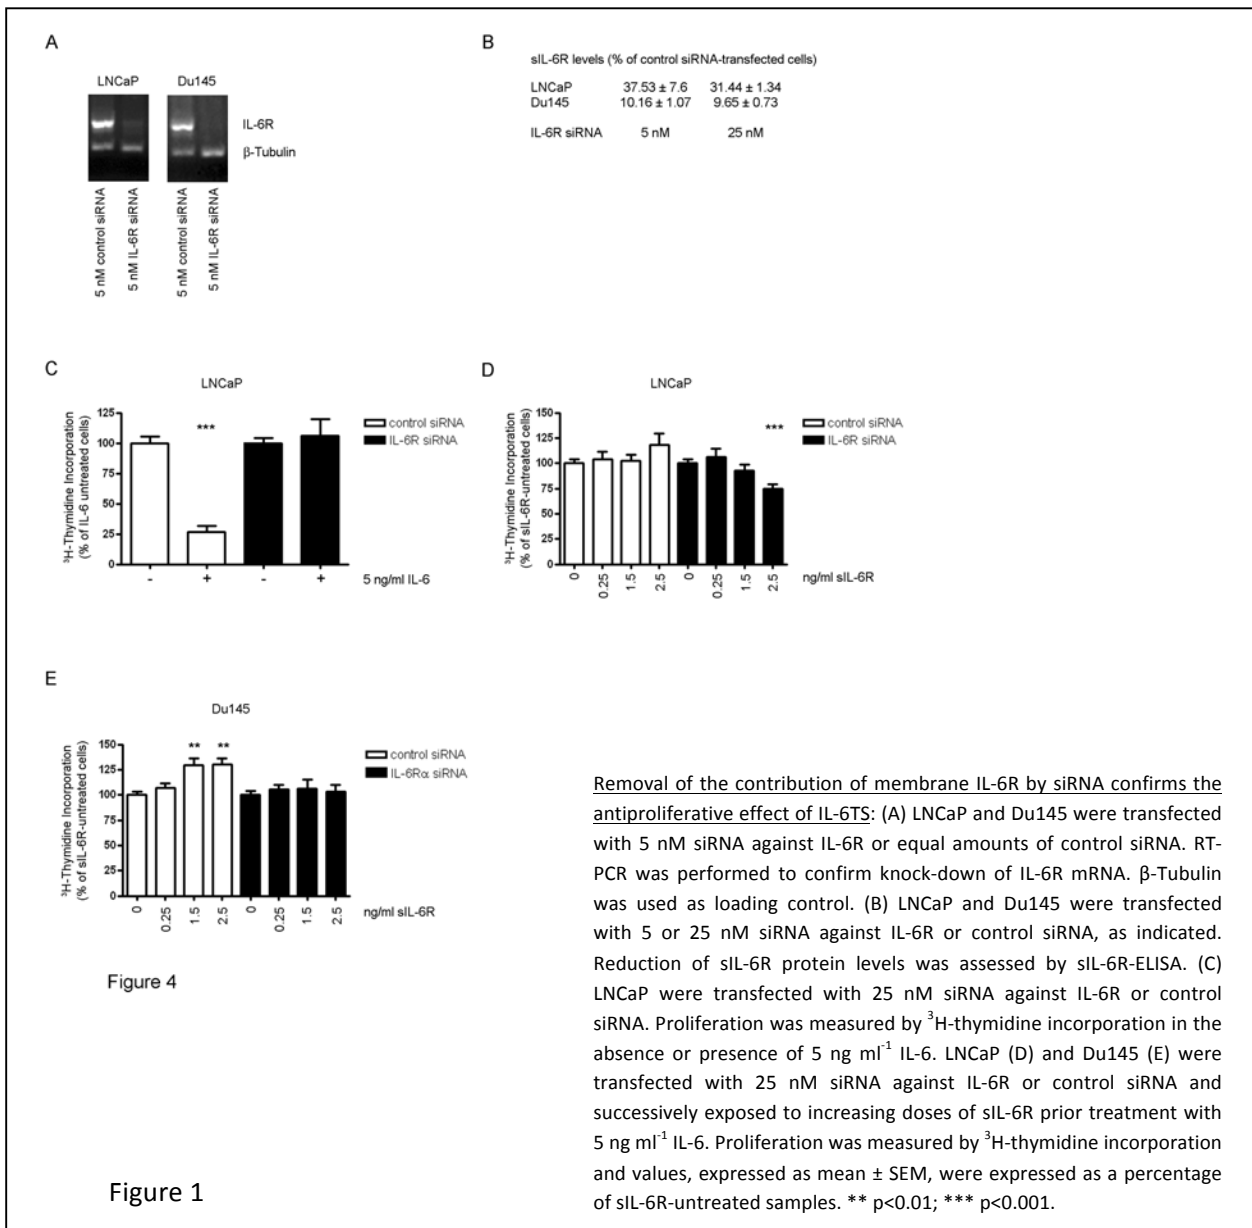 A
LNCaP Du145
IL-6R
β-Tubulin
5 nM control siRNA
5 nM IL-6R siRNA
5 nM control siRNA
5 nM IL-6R siRNA
B
sIL-6R levels (% of control siRNA-transfected cells)
LNCaP 37.53 ± 7.6 31.44 ± 1.34
Du145 10.16 ± 1.07 9.65 ± 0.73
IL-6R siRNA 5 nM 25 nM
C
LNCaP
³H-Thymidine Incorporation
(% of IL-6 untreated cells)
125
100
75
50
25
0
***
control siRNA
IL-6R siRNA
- + - + 5 ng/ml IL-6
D
LNCaP
³H-Thymidine Incorporation
(% of sIL-6R-untreated cells)
150
125
100
75
50
25
0
***
control siRNA
IL-6R siRNA
0 0.25 1.5 2.5 0 0.25 1.5 2.5 ng/ml sIL-6R
E
Du145
³H-Thymidine Incorporation
(% of sIL-6R-untreated cells)
150
125
100
75
50
25
0
** **
control siRNA
IL-6Rα siRNA
0 0.25 1.5 2.5 0 0.25 1.5 2.5 ng/ml sIL-6R
Figure 4
Removal of the contribution of membrane IL-6R by siRNA confirms the
antiproliferative effect of IL-6TS: (A) LNCaP and Du145 were transfected
with 5 nM siRNA against IL-6R or equal amounts of control siRNA. RT-
PCR was performed to confirm knock-down of IL-6R mRNA. β-Tubulin
was used as loading control. (B) LNCaP and Du145 were transfected
with 5 or 25 nM siRNA against IL-6R or control siRNA, as indicated.
Reduction of sIL-6R protein levels was assessed by sIL-6R-ELISA. (C)
LNCaP were transfected with 25 nM siRNA against IL-6R or control
siRNA. Proliferation was measured by ³H-thymidine incorporation in the
absence or presence of 5 ng ml⁻¹ IL-6. LNCaP (D) and Du145 (E) were
transfected with 25 nM siRNA against IL-6R or control siRNA and
successively exposed to increasing doses of sIL-6R prior treatment with
5 ng ml⁻¹ IL-6. Proliferation was measured by ³H-thymidine incorporation
and values, expressed as mean ± SEM, were expressed as a percentage
of sIL-6R-untreated samples. ** p<0.01; *** p<0.001.
Figure 1